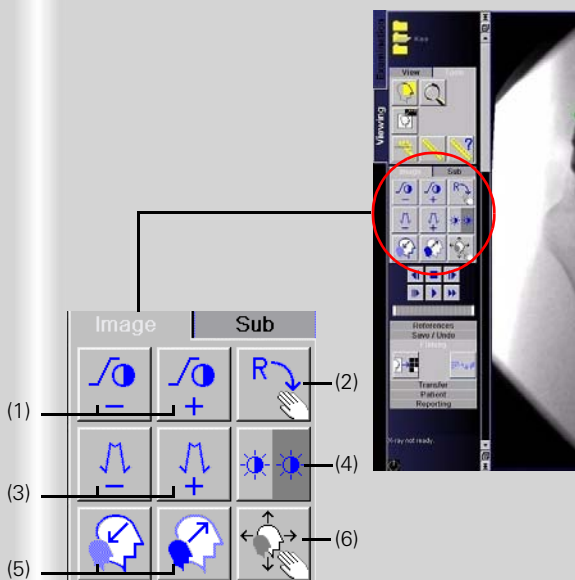 Examination
Viewing
View
Image Sub
R
References
Save / Undo
Filming
Transfer
Patient
Reporting
X-ray not ready.
Image Sub
R
(1)
(2)
(3)
(4)
(5)
(6)